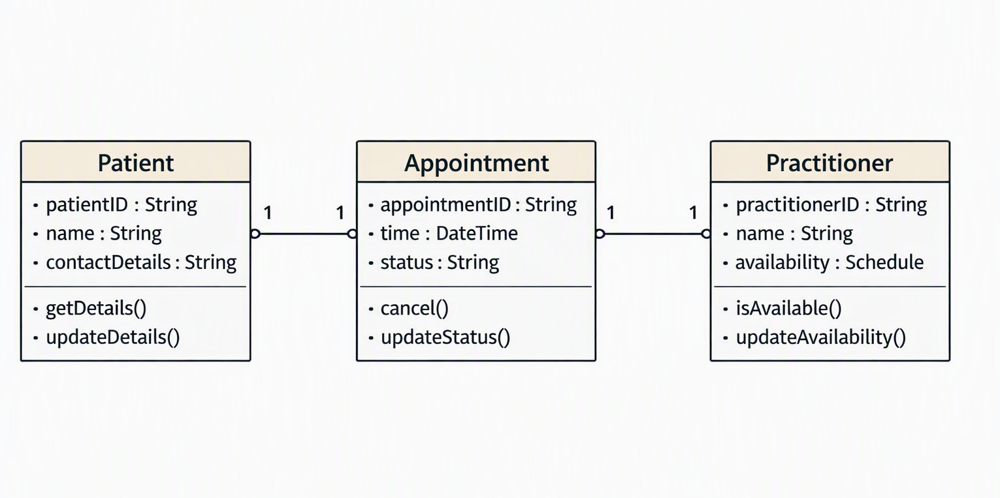 Patient
· patientID : String
· name : String
· contactDetails : String
· getDetails()
· updateDetails()
1 1
Appointment
· appointmentID : String
· time : DateTime
· status : String
· cancel()
· updateStatus()
1 1
Practitioner
· practitionerID : String
· name : String
· availability : Schedule
· isAvailable()
· updateAvailability()